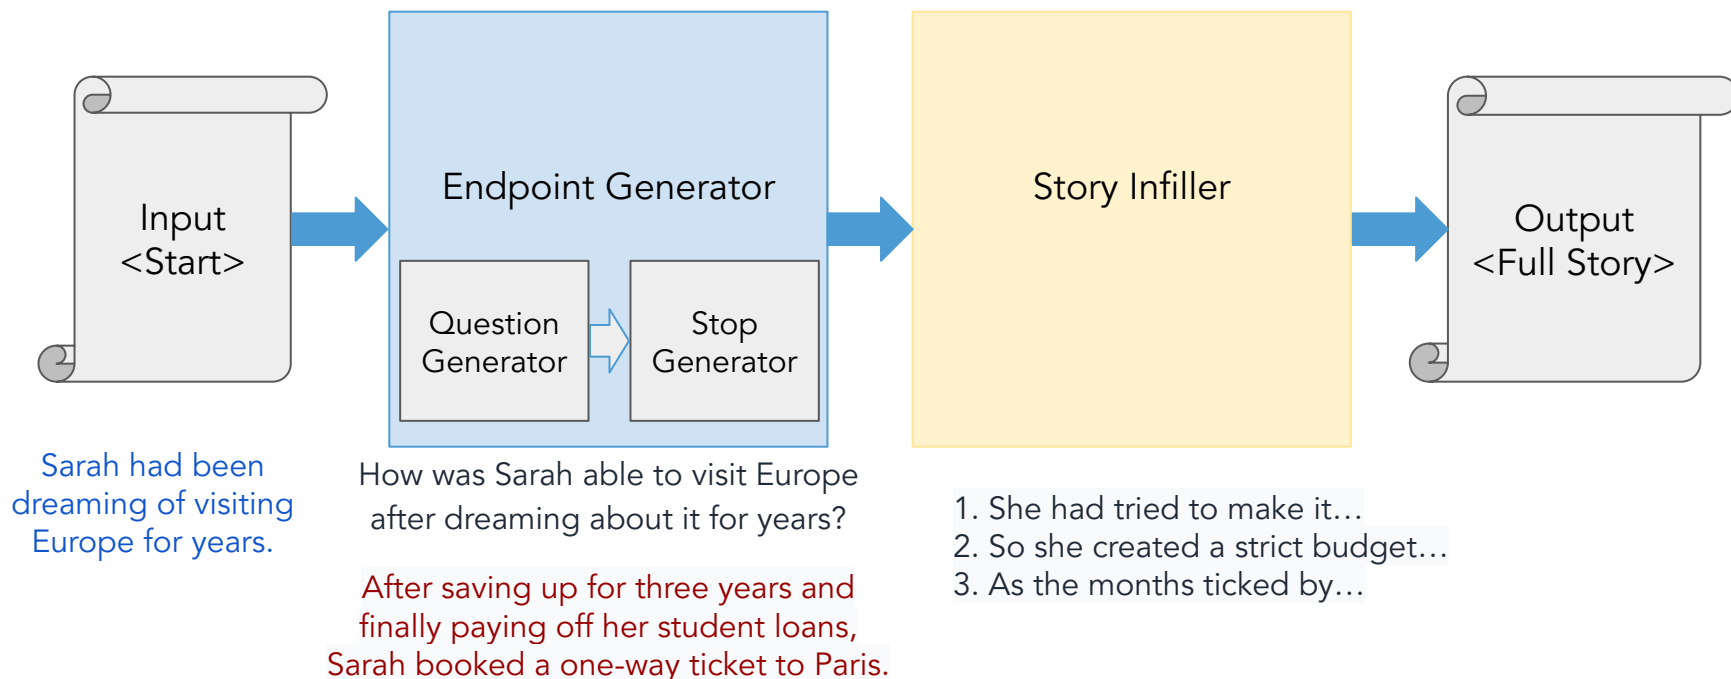 Input
<Start>
Endpoint Generator
Question
Generator
Stop
Generator
Story Infiller
Output
<Full Story>
Sarah had been
dreaming of visiting
Europe for years.
How was Sarah able to visit Europe
after dreaming about it for years?
After saving up for three years and
finally paying off her student loans,
Sarah booked a one-way ticket to Paris.
1. She had tried to make it...
2. So she created a strict budget...
3. As the months ticked by...